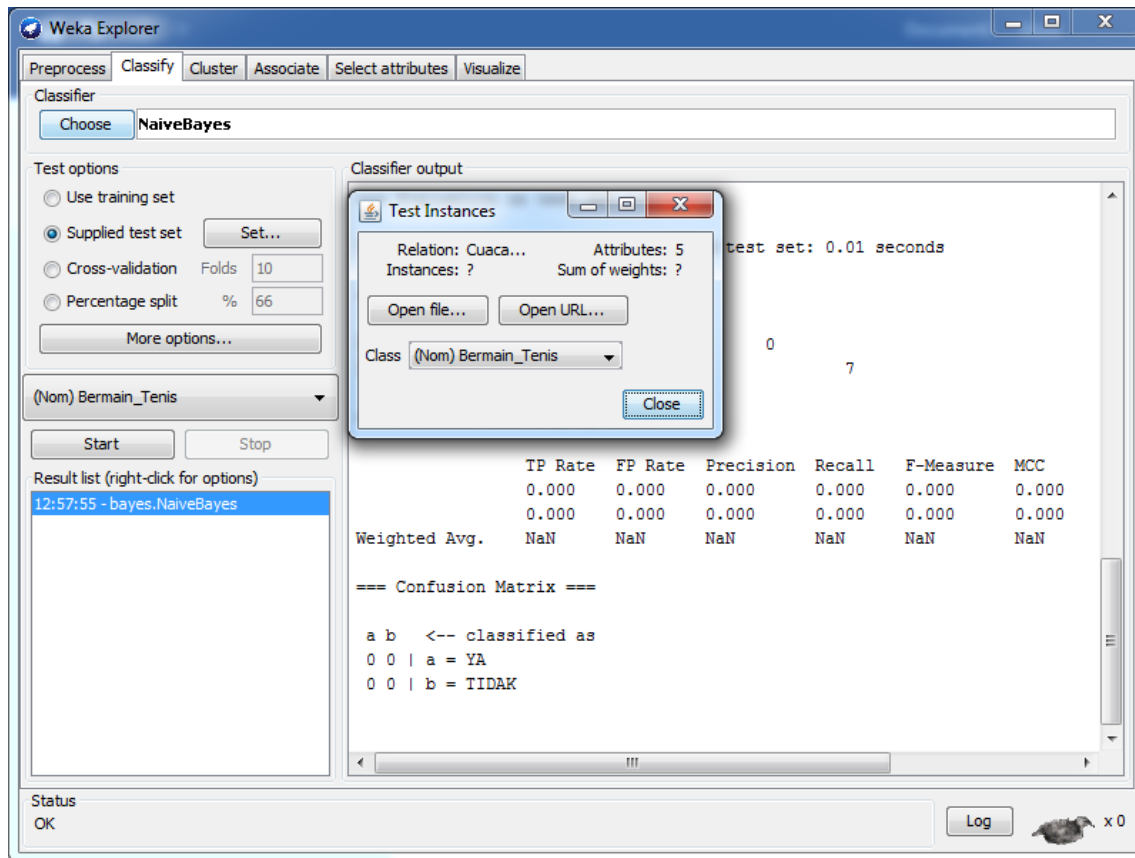 Weka Explorer
Preprocess Classify Cluster Associate Select attributes Visualize
Classifier
Choose NaiveBayes
Test options
Use training set
Supplied test set Set...
Cross-validation Folds 10
Percentage split % 66
More options...
(Nom) Bermain_Tenis
Start Stop
Result list (right-click for options)
12:57:55 - bayes.NaiveBayes
Classifier output
Test Instances
Relation: Cuaca... Attributes: 5
Instances: ? Sum of weights: ?
Open file... Open URL...
Class (Nom) Bermain_Tenis
Close
test set: 0.01 seconds
0
7
TP Rate FP Rate Precision Recall F-Measure MCC
0.000 0.000 0.000 0.000 0.000 0.000
0.000 0.000 0.000 0.000 0.000 0.000
Weighted Avg. NaN NaN NaN NaN NaN NaN
=== Confusion Matrix ===
a b <-- classified as
0 0 | a = YA
0 0 | b = TIDAK
Status
OK
Log
x 0